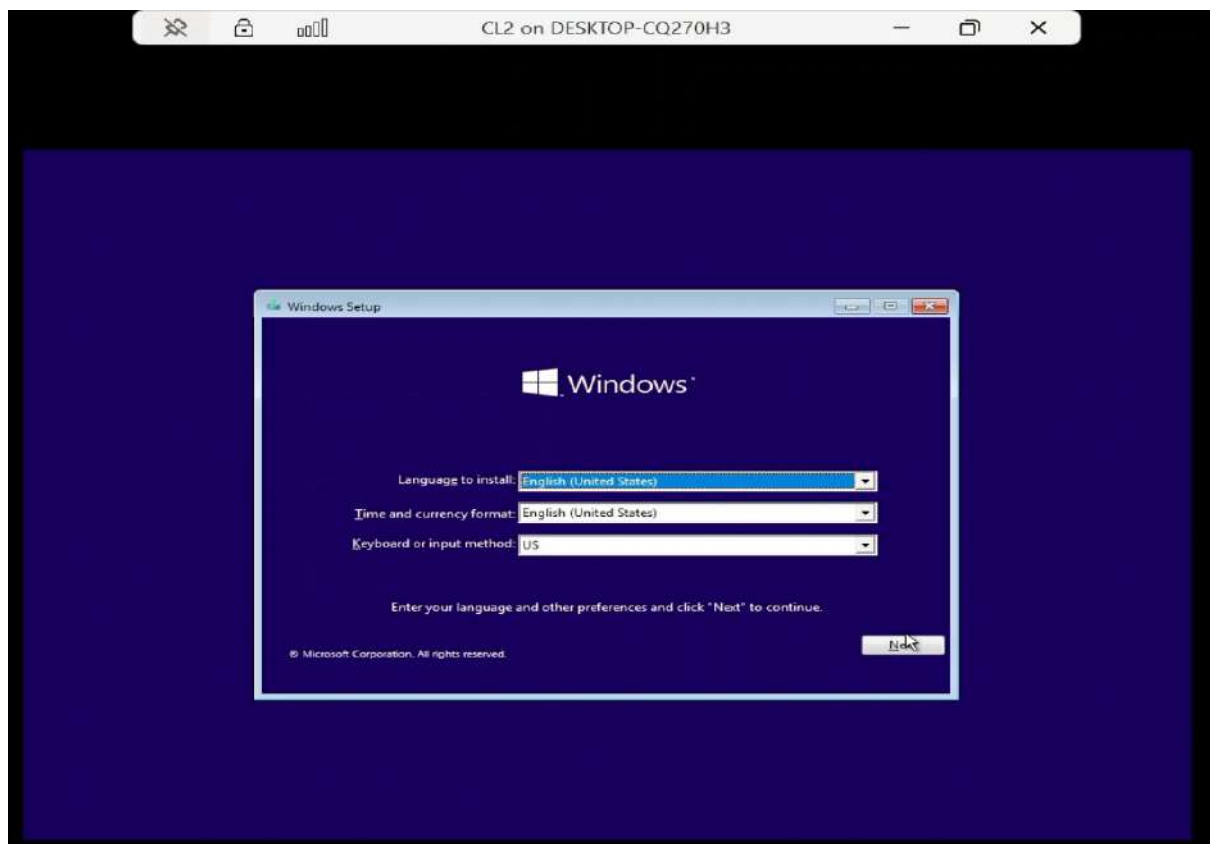 CL2 on DESKTOP-CQ270H3
Windows Setup
Windows
Language to install: English (United States)
Time and currency format: English (United States)
Keyboard or input method: US
Enter your language and other preferences and click "Next" to continue.
© Microsoft Corporation. All rights reserved.
Next